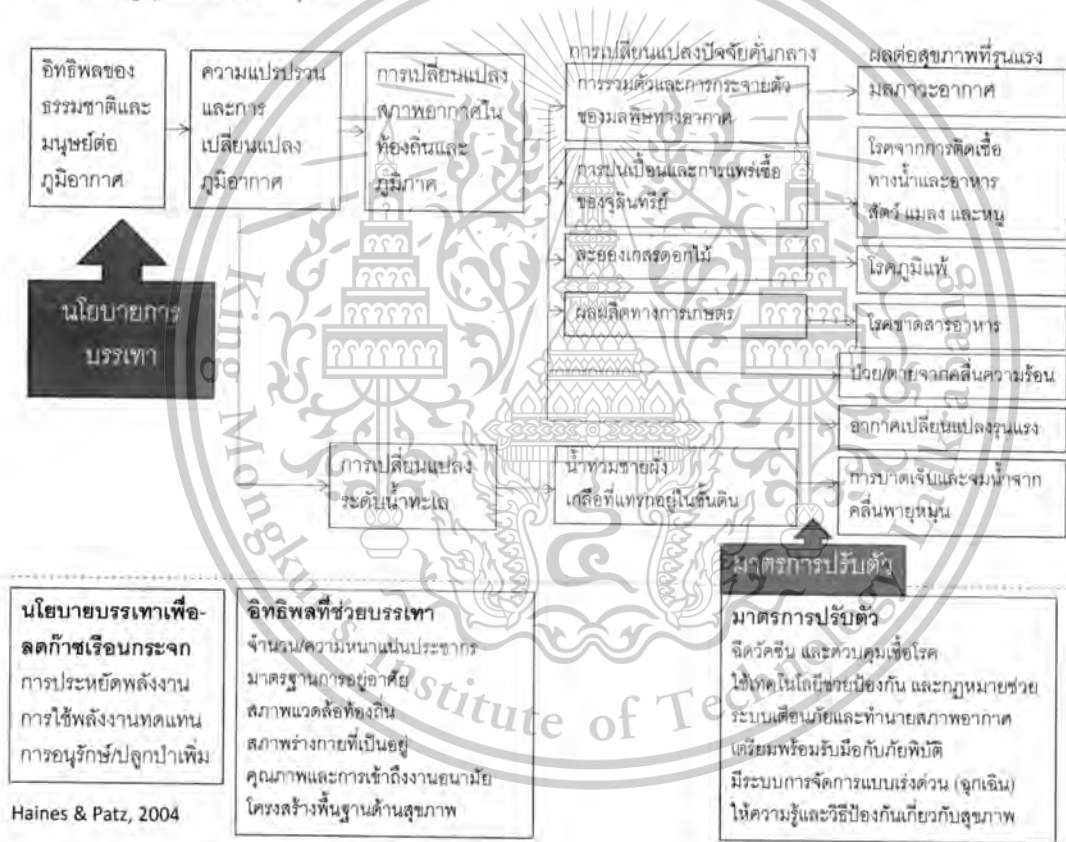 อิทธิพลของ
ธรรมชาติและ
มนุษย์ต่อ
ภูมิอากาศ
ความแปรปรวน
และการ
เปลี่ยนแปลง
ภูมิอากาศ
การเปลี่ยนแปลง
สภาพอากาศใน
ท้องถิ่นและ
ภูมิภาค
การเปลี่ยนแปลงปัจจัยคั่นกลาง
การรวมตัวและการกระจายตัว
ของมลพิษทางอากาศ
การปนเปื้อนและการแพร่เชื้อ
ของจุลินทรีย์
ละอองเกสรดอกไม้
ผลผลิตทางการเกษตร
ผลต่อสุขภาพที่รุนแรง
มลภาวะอากาศ
โรคจากการติดเชื้อ
ทางน้ำและอาหาร
สัตว์ แมลง และหนู
โรคภูมิแพ้
โรคขาดสารอาหาร
ป่วย/ตายจากคลื่นความร้อน
อากาศเปลี่ยนแปลงรุนแรง
นโยบายการ
บรรเทา
การเปลี่ยนแปลง
ระดับน้ำทะเล
น้ำท่วมชายฝั่ง
เกลือที่แทรกอยู่ในชั้นดิน
การบาดเจ็บและจมน้ำจาก
คลื่นพายุหมุน
มาตรการปรับตัว
นโยบายบรรเทาเพื่อ-
ลดก๊าซเรือนกระจก
การประหยัดพลังงาน
การใช้พลังงานทดแทน
การอนุรักษ์/ปลูกป่าเพิ่ม
Haines & Patz, 2004
อิทธิพลที่ช่วยบรรเทา
จำนวน/ความหนาแน่นประชากร
มาตรฐานการอยู่อาศัย
สภาพแวดล้อท้องถิ่น
สภาพร่างกายที่เป็นอยู่
คุณภาพและการเข้าถึงงานอนามัย
โครงสร้างพื้นฐานด้านสุขภาพ
มาตรการปรับตัว
ฉีดวัคซีน และควบคุมเชื้อโรค
ใช้เทคโนโลยีช่วยป้องกัน และกฎหมายช่วย
ระบบเตือนภัยและทำนายสภาพอากาศ
เตรียมพร้อมรับมือกับภัยพิบัติ
มีระบบการจัดการแบบเร่งด่วน (ฉุกเฉิน)
ให้ความรู้และวิธีป้องกันเกี่ยวกับสุขภาพ
King Mongkut's Institute of Technology Ladkrabang